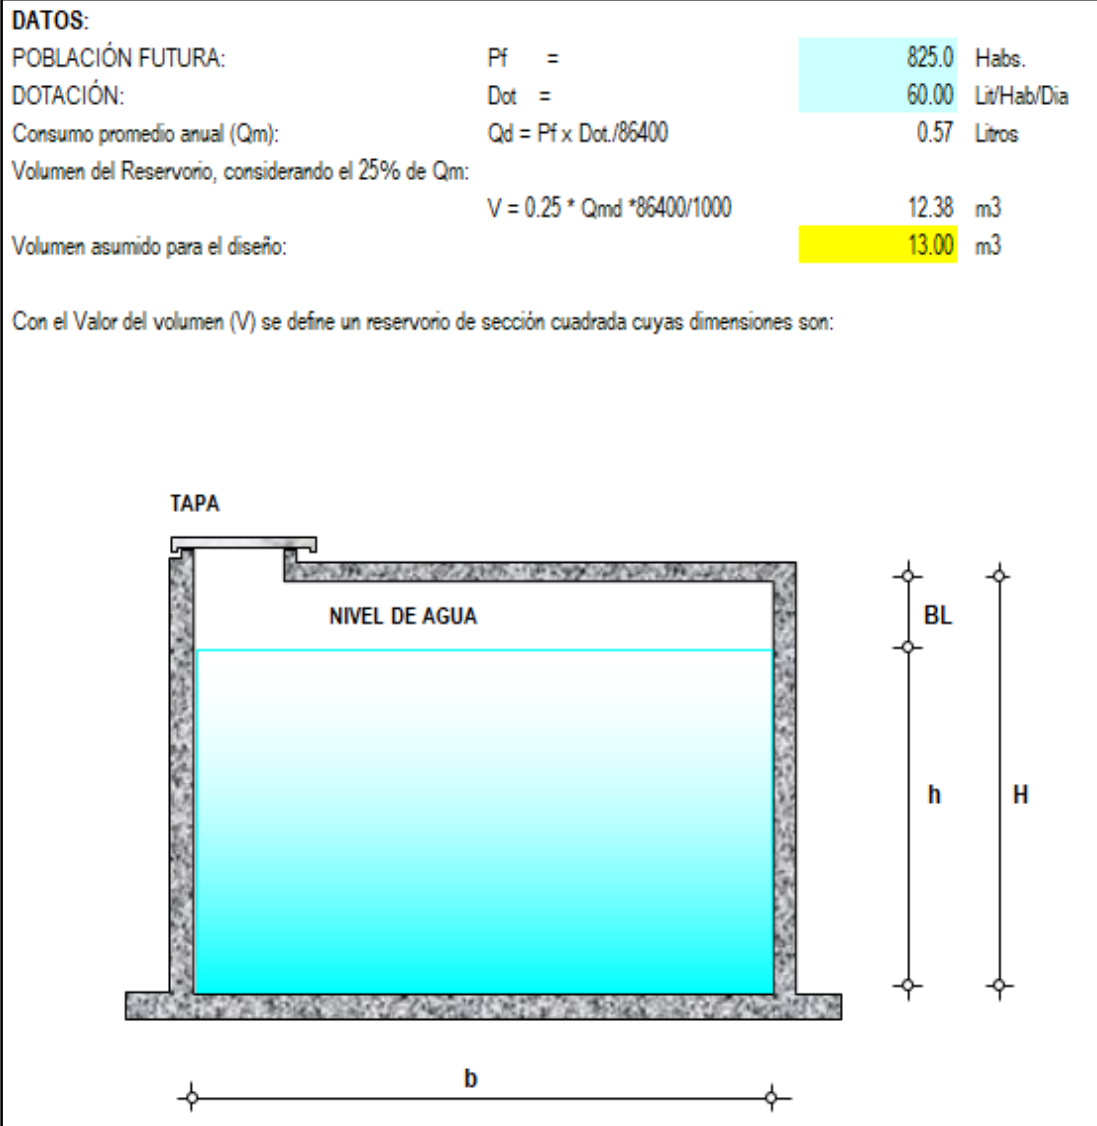 DATOS:
POBLACIÓN FUTURA: Pf = 825.0 Habs.
DOTACIÓN: Dot = 60.00 Lit/Hab/Dia
Consumo promedio anual (Qm): Qd = Pf x Dot./86400 0.57 Litros
Volumen del Reservorio, considerando el 25% de Qm:
V = 0.25 * Qmd *86400/1000 12.38 m3
Volumen asumido para el diseño: 13.00 m3
Con el Valor del volumen (V) se define un reservorio de sección cuadrada cuyas dimensiones son:
TAPA
NIVEL DE AGUA
BL
h
H
b